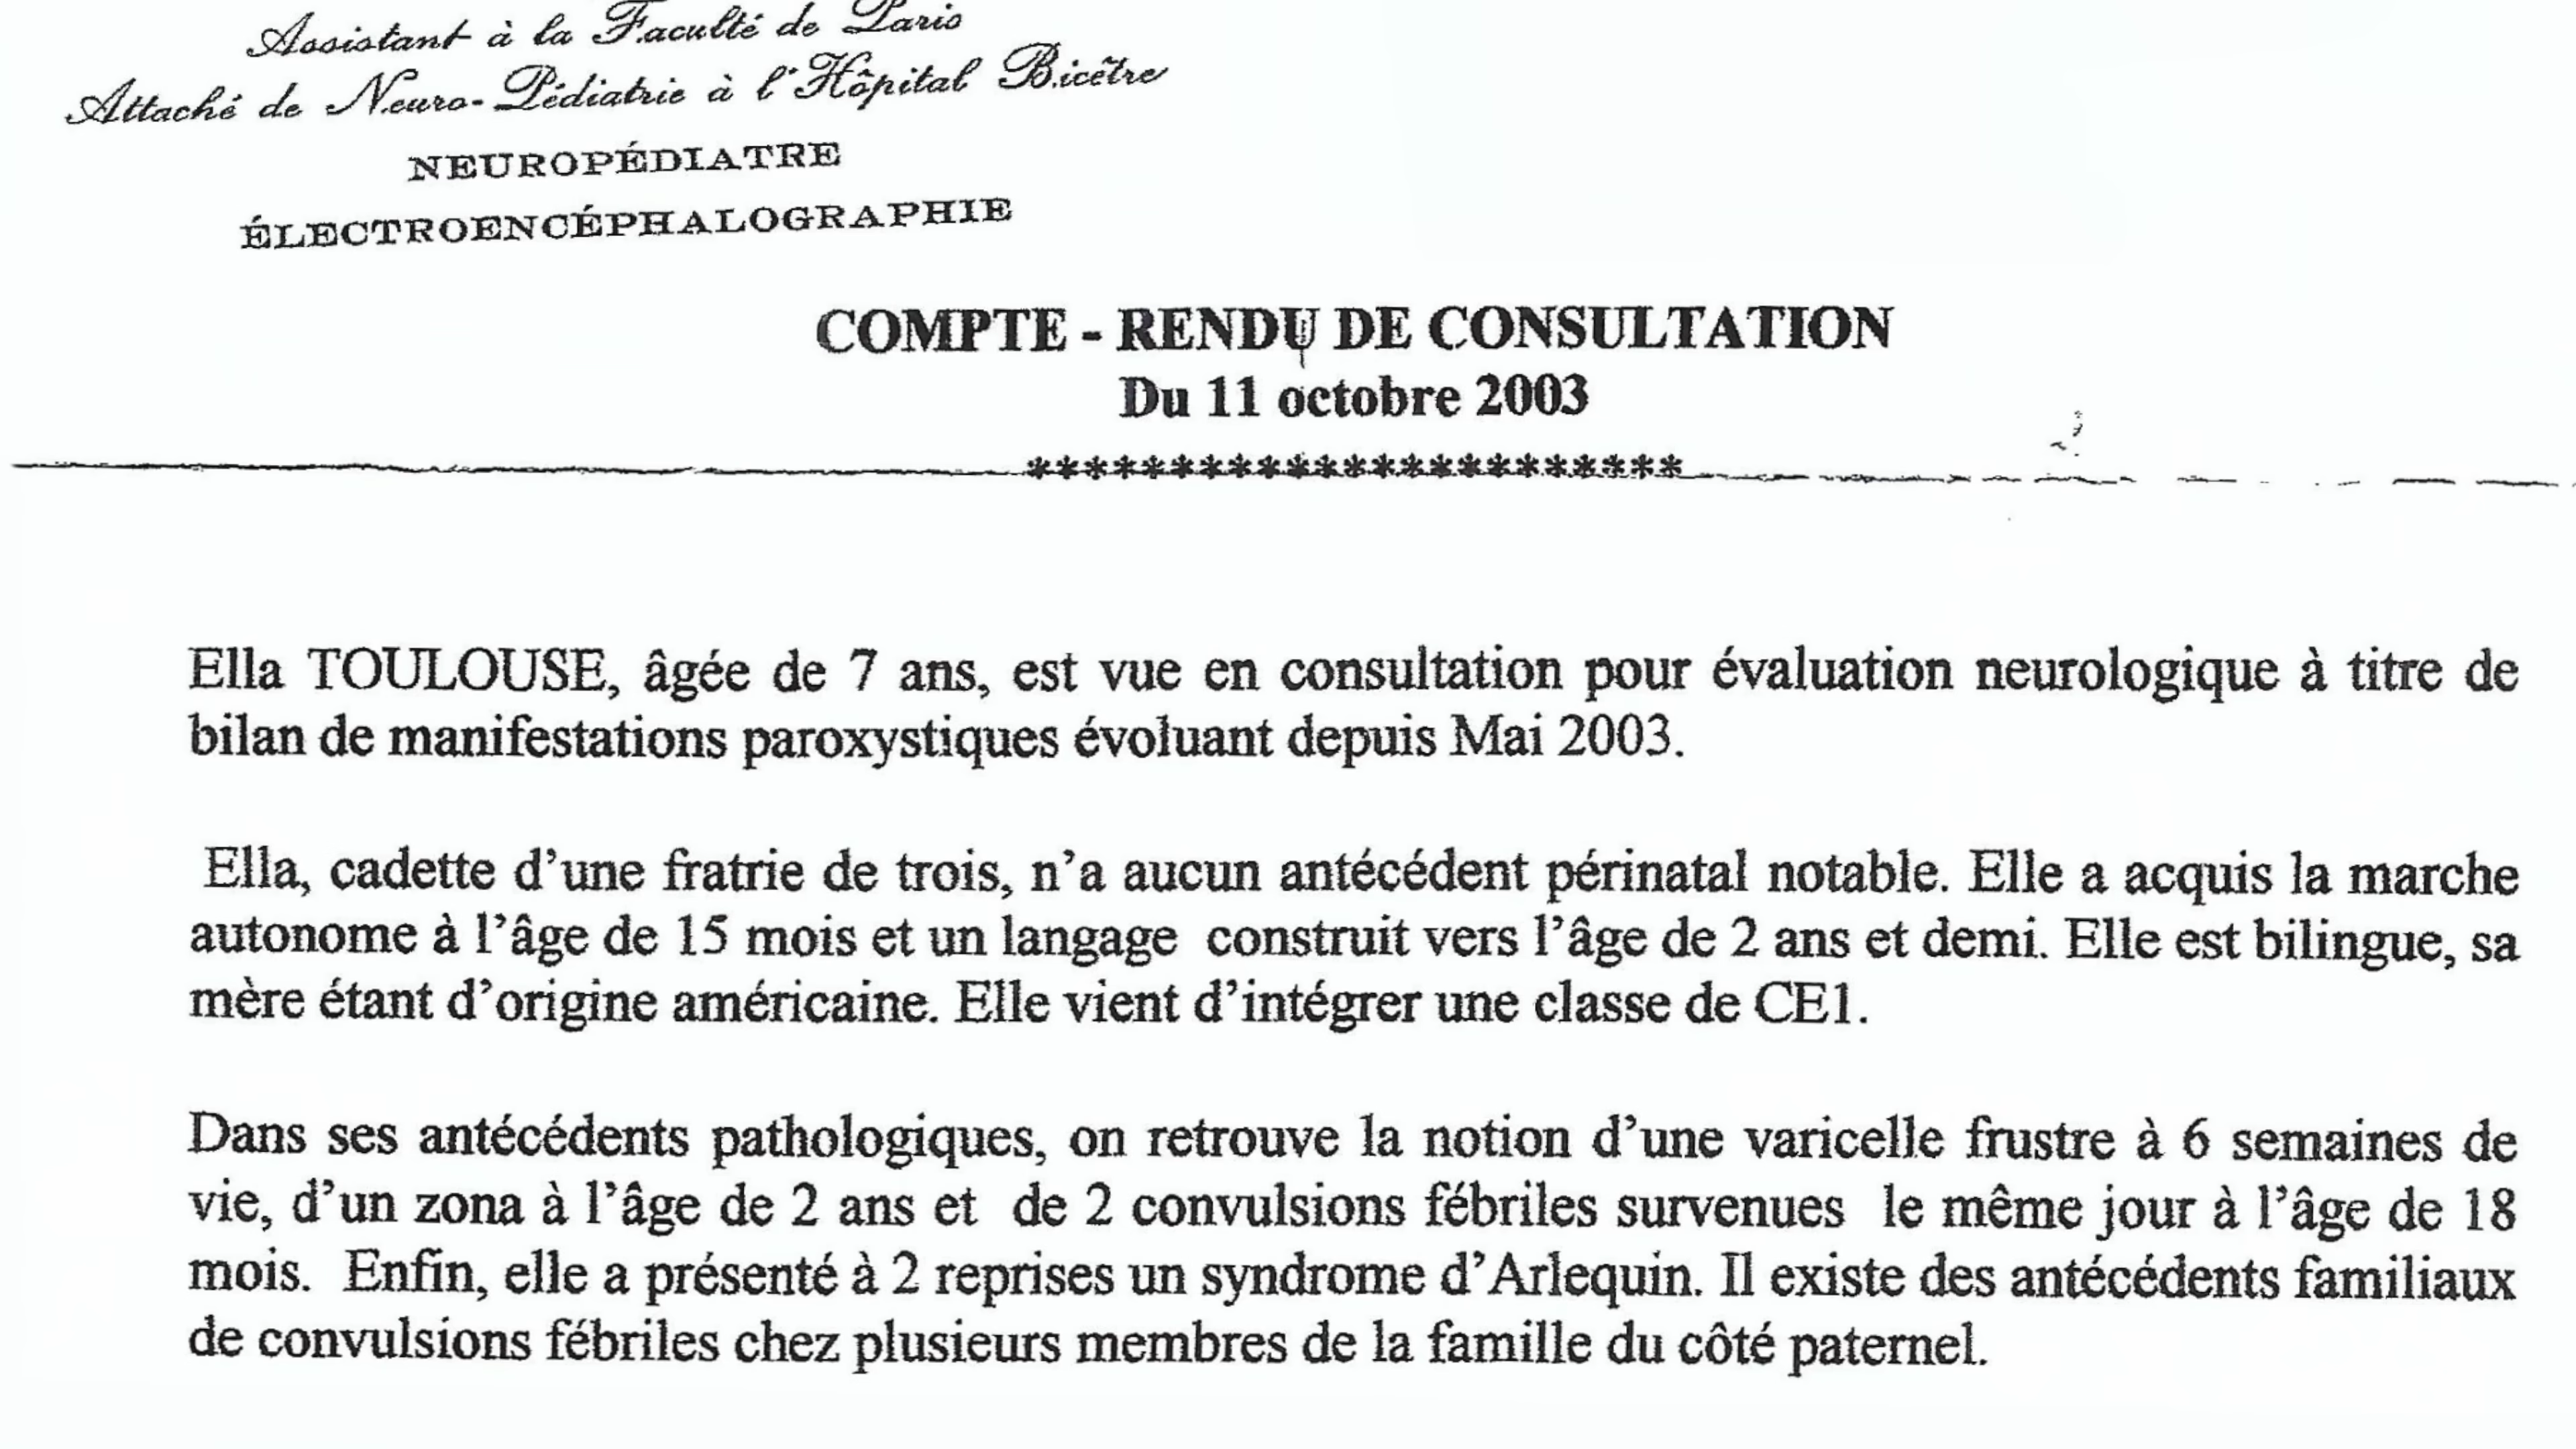 Assistant à la Faculté de Paris
Attaché de Neuro-Pédiatrie à l'Hôpital Bicêtre
NEUROPÉDIATRE
ÉLECTROENCÉPHALOGRAPHIE
COMPTE - RENDU DE CONSULTATION
Du 11 octobre 2003
***********************
Ella TOULOUSE, âgée de 7 ans, est vue en consultation pour évaluation neurologique à titre de
bilan de manifestations paroxystiques évoluant depuis Mai 2003.
Ella, cadette d'une fratrie de trois, n'a aucun antécédent périnatal notable. Elle a acquis la marche
autonome à l'âge de 15 mois et un langage construit vers l'âge de 2 ans et demi. Elle est bilingue, sa
mère étant d'origine américaine. Elle vient d'intégrer une classe de CE1.
Dans ses antécédents pathologiques, on retrouve la notion d'une varicelle frustre à 6 semaines de
vie, d'un zona à l'âge de 2 ans et de 2 convulsions fébriles survenues le même jour à l'âge de 18
mois. Enfin, elle a présenté à 2 reprises un syndrome d'Arlequin. Il existe des antécédents familiaux
de convulsions fébriles chez plusieurs membres de la famille du côté paternel.